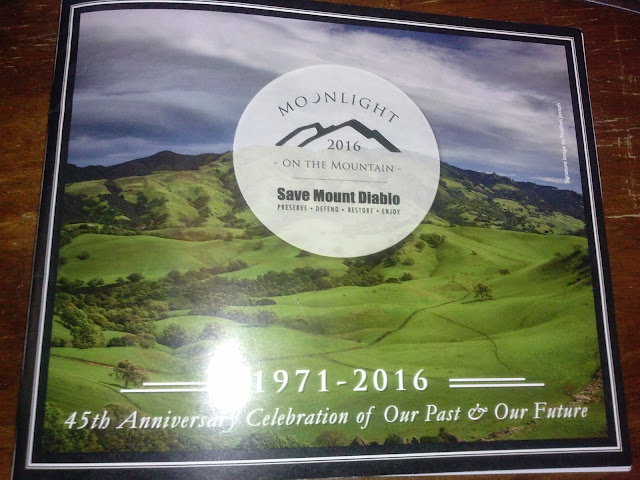 MOONLIGHT
2016
- ON THE MOUNTAIN -
Save Mount Diablo
PRESERVE • DEFEND • RESTORE • ENJOY
1971-2016
45th Anniversary Celebration of Our Past & Our Future